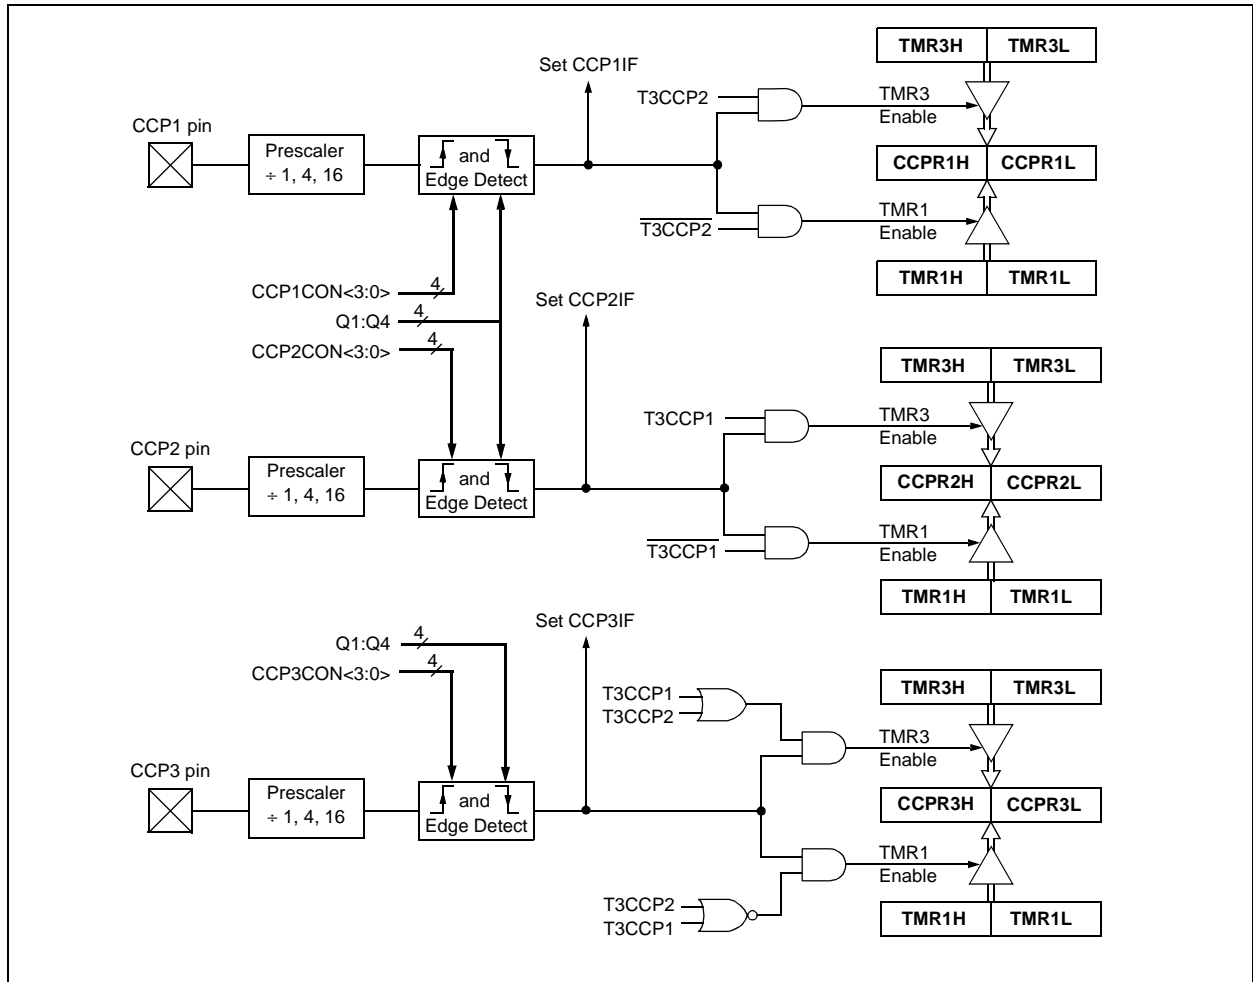 TMR3H TMR3L
Set CCP1IF
T3CCP2
TMR3
Enable
CCP1 pin
Prescaler
÷ 1, 4, 16
and
Edge Detect
CCPR1H CCPR1L
T3CCP2
TMR1
Enable
TMR1H TMR1L
CCP1CON<3:0> 4
Q1:Q4 4
CCP2CON<3:0> 4
Set CCP2IF
TMR3H TMR3L
T3CCP1
TMR3
Enable
CCP2 pin
Prescaler
÷ 1, 4, 16
and
Edge Detect
CCPR2H CCPR2L
T3CCP1
TMR1
Enable
TMR1H TMR1L
Set CCP3IF
Q1:Q4 4
CCP3CON<3:0> 4
TMR3H TMR3L
T3CCP1
T3CCP2
TMR3
Enable
CCP3 pin
Prescaler
÷ 1, 4, 16
and
Edge Detect
CCPR3H CCPR3L
TMR1
Enable
T3CCP2
T3CCP1
TMR1H TMR1L